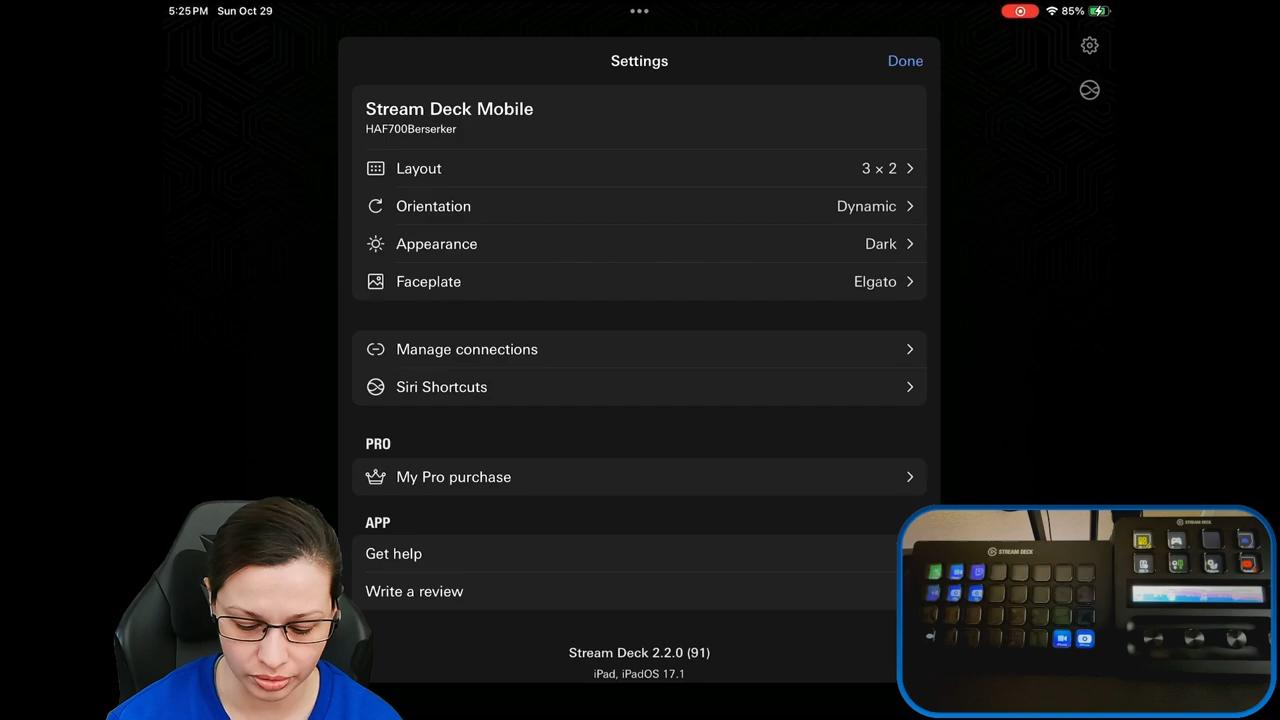 5:25 PM Sun Oct 29
85%
Settings
Done
Stream Deck Mobile
HAF700Berserker
Layout 3 × 2
Orientation Dynamic
Appearance Dark
Faceplate Elgato
Manage connections
Siri Shortcuts
PRO
My Pro purchase
APP
Get help
Write a review
Stream Deck 2.2.0 (91)
iPad, iPadOS 17.1
STREAM DECK
STREAM DECK